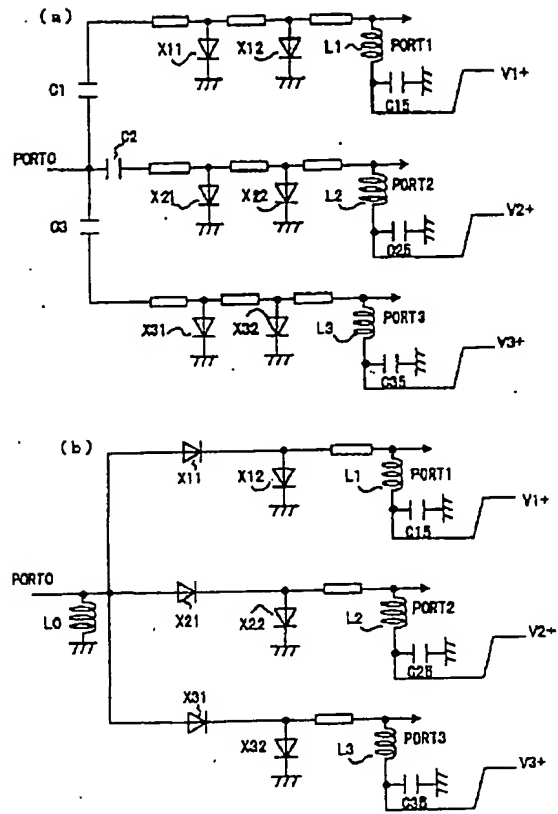 (a)
X11 X12 L1 PORT1
V1+
C1
C15
C2
PORT0
X21 X22 L2 PORT2
V2+
C3
C25
X31 X32 L3 PORT3
V3+
C35
(b)
X11 X12 L1 PORT1
V1+
C15
PORT0
L0
X21 X22 L2 PORT2
V2+
C25
X31
X32 L3 PORT3
V3+
C35